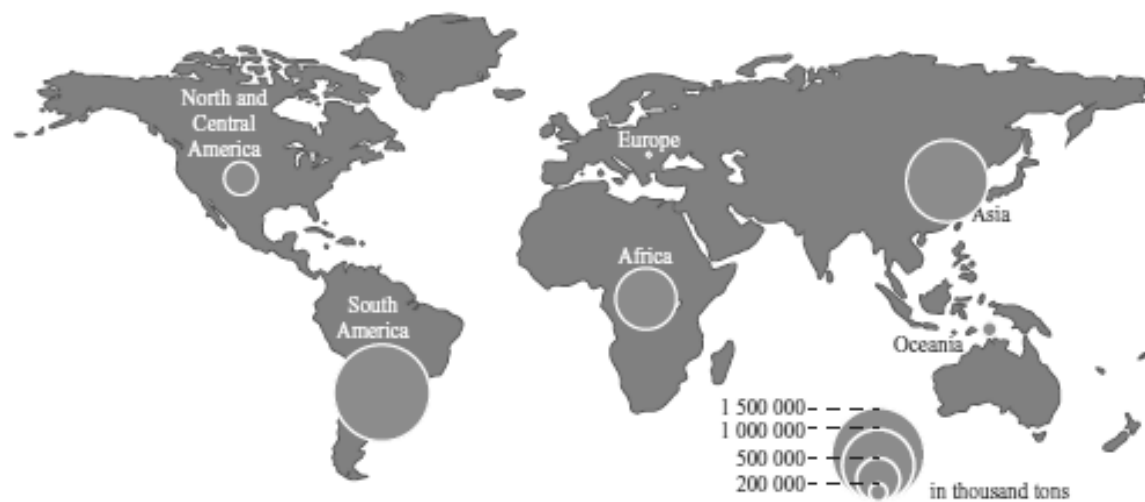 North and
Central
America
Europe
Asia
Africa
South
America
Oceania
1 500 000
1 000 000
500 000
200 000
in thousand tons